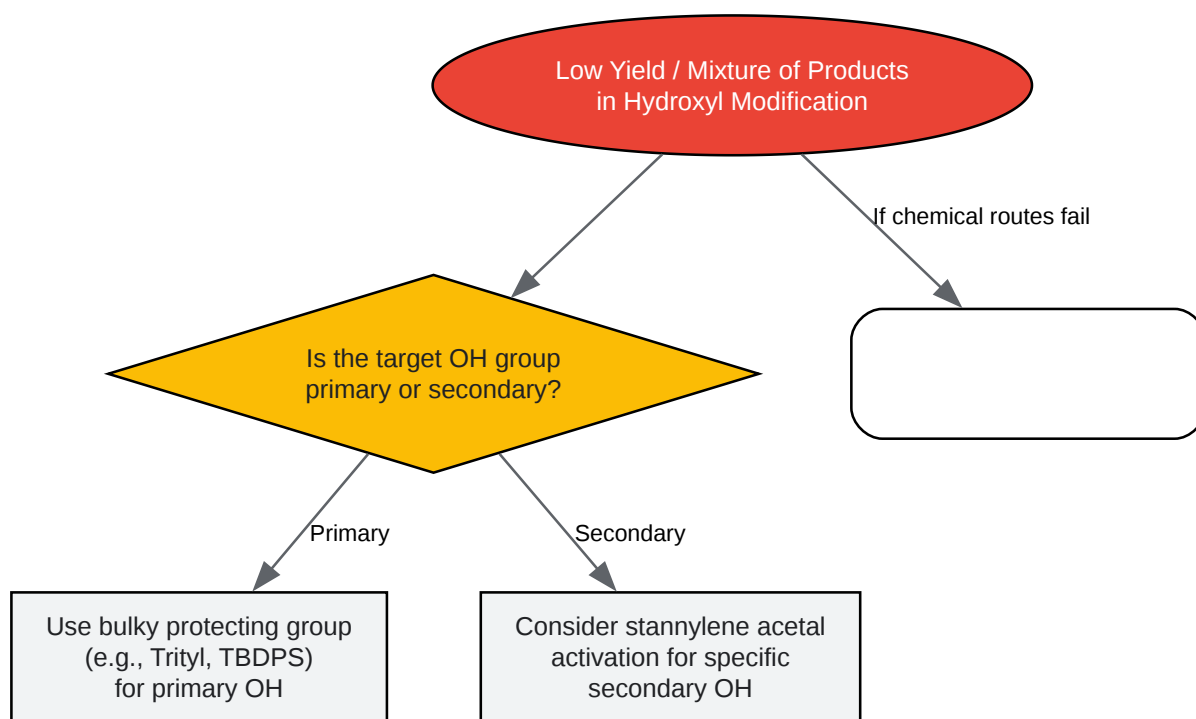 Low Yield / Mixture of Products
in Hydroxyl Modification
If chemical routes fail
Is the target OH group
primary or secondary?
Primary
Secondary
Use bulky protecting group
(e.g., Trityl, TBDPS)
for primary OH
Consider stannylene acetal
activation for specific
secondary OH